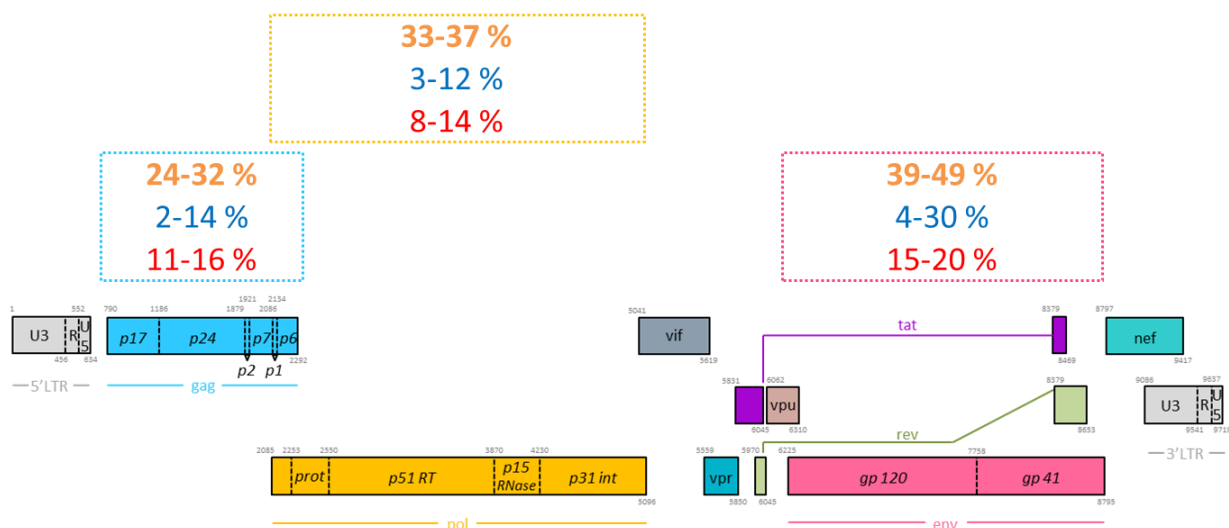 33-37 %
3-12 %
8-14 %
24-32 %
2-14 %
11-16 %
39-49 %
4-30 %
15-20 %
1 552 790 1186 1879 1921 2086 2134 5041 8379 8797
U3 R U5 p17 p24 p7 p6 vif tat nef
456 634 p2 p1 2292 5619 8469 9417
5'LTR gag
5831 6062 8379 9086 9637
vpu U3 R U5
6045 6310 rev 8653 9541 9719
3'LTR
2085 2253 2550 3870 4230 5559 5970 6225 7758
prot p51 RT p15 RNase p31 int vpr gp 120 gp 41
5096 5850 6045 8795
pol env